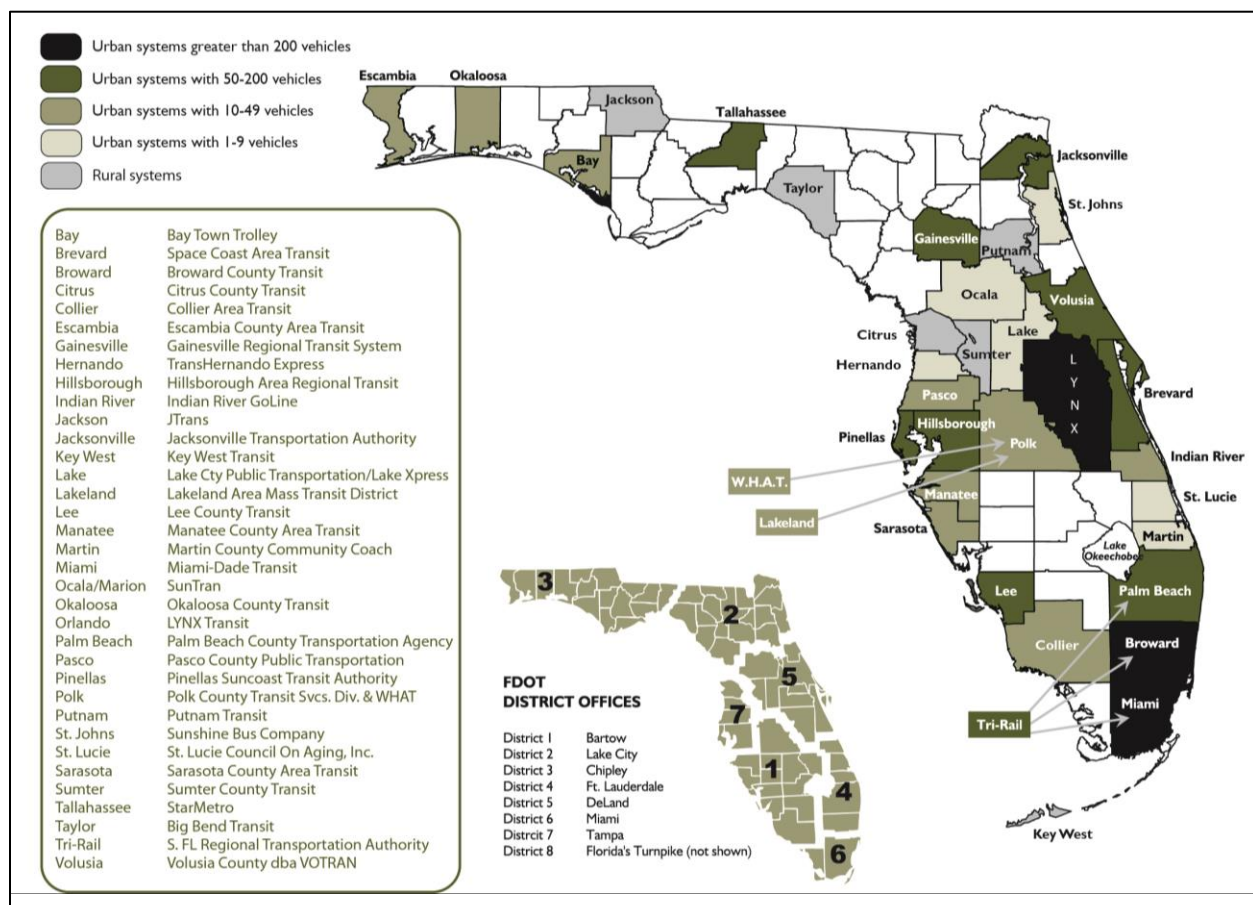 Urban systems greater than 200 vehicles
Urban systems with 50-200 vehicles
Urban systems with 10-49 vehicles
Urban systems with 1-9 vehicles
Rural systems
Escambia
Okaloosa
Jackson
Tallahassee
Bay
Taylor
Jacksonville
St. Johns
Gainesville
Putnam
Ocala
Volusia
Citrus
Lake
Sumter
Hernando
LYNX
Brevard
Pasco
Hillsborough
Pinellas
Polk
Indian River
W.H.A.T.
Manatee
St. Lucie
Lakeland
Sarasota
Martin
Lake
Okeechobee
Lee
Palm Beach
Collier
Broward
Miami
Tri-Rail
Key West
Bay Bay Town Trolley
Brevard Space Coast Area Transit
Broward Broward County Transit
Citrus Citrus County Transit
Collier Collier Area Transit
Escambia Escambia County Area Transit
Gainesville Gainesville Regional Transit System
Hernando TransHernando Express
Hillsborough Hillsborough Area Regional Transit
Indian River Indian River GoLine
Jackson JTrans
Jacksonville Jacksonville Transportation Authority
Key West Key West Transit
Lake Lake Cty Public Transportation/Lake Xpress
Lakeland Lakeland Area Mass Transit District
Lee Lee County Transit
Manatee Manatee County Area Transit
Martin Martin County Community Coach
Miami Miami-Dade Transit
Ocala/Marion SunTran
Okaloosa Okaloosa County Transit
Orlando LYNX Transit
Palm Beach Palm Beach County Transportation Agency
Pasco Pasco County Public Transportation
Pinellas Pinellas Suncoast Transit Authority
Polk Polk County Transit Svcs. Div. & WHAT
Putnam Putnam Transit
St. Johns Sunshine Bus Company
St. Lucie St. Lucie Council On Aging, Inc.
Sarasota Sarasota County Area Transit
Sumter Sumter County Transit
Tallahassee StarMetro
Taylor Big Bend Transit
Tri-Rail S. FL Regional Transportation Authority
Volusia Volusia County dba VOTRAN
3
2
5
7
1
4
6
FDOT
DISTRICT OFFICES
District 1 Bartow
District 2 Lake City
District 3 Chipley
District 4 Ft. Lauderdale
District 5 DeLand
District 6 Miami
Distrcict 7 Tampa
District 8 Florida's Turnpike (not shown)